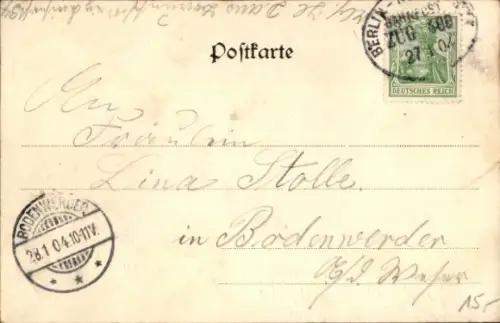 BERLIN
BAHNPOST
ZUG
27 1 04
DEUTSCHES REICH
Postkarte
An
Fräulein
Lina Stolle.
in Bodenwerder
a/d. Weser
BODENWERDER
28.1 04.10-11V.
* * *
15,-